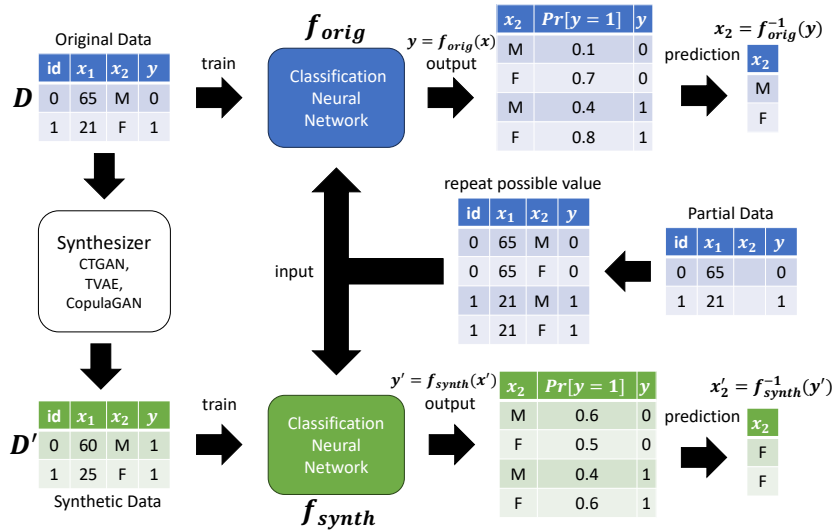 Original Data
id x₁ x₂ y
D
0 65 M 0
1 21 F 1
train
f_orig
Classification
Neural
Network
y = f_orig(x)
output
x₂ Pr[y = 1] y
M 0.1 0
F 0.7 0
M 0.4 1
F 0.8 1
prediction
x₂ = f_orig⁻¹(y)
x₂
M
F
Synthesizer
CTGAN,
TVAE,
CopulaGAN
input
repeat possible value
id x₁ x₂ y
0 65 M 0
0 65 F 0
1 21 M 1
1 21 F 1
Partial Data
id x₁ x₂ y
0 65 0
1 21 1
D'
id x₁ x₂ y
0 60 M 1
1 25 F 1
Synthetic Data
train
Classification
Neural
Network
f_synth
y' = f_synth(x')
output
x₂ Pr[y = 1] y
M 0.6 0
F 0.5 0
M 0.4 1
F 0.6 1
prediction
x₂' = f_synth⁻¹(y')
x₂
F
F